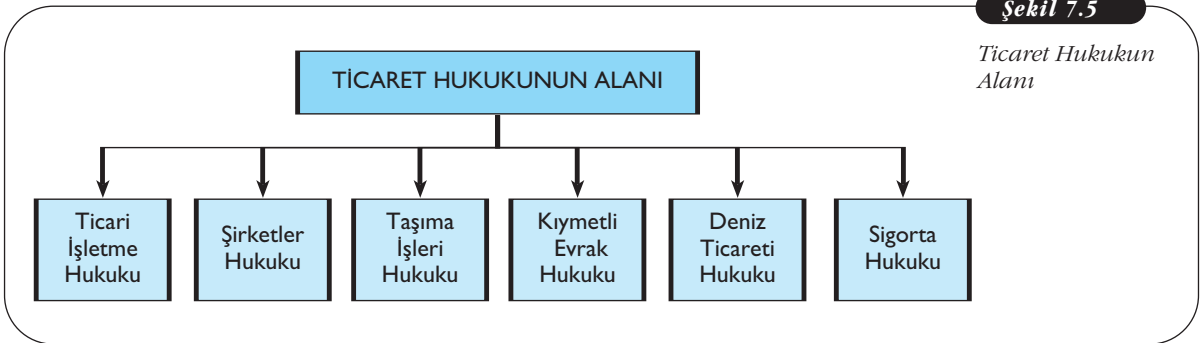 Şekil 7.5
Ticaret Hukukun
Alanı
TİCARET HUKUKUNUN ALANI
Ticari
İşletme
Hukuku
Şirketler
Hukuku
Taşıma
İşleri
Hukuku
Kıymetli
Evrak
Hukuku
Deniz
Ticareti
Hukuku
Sigorta
Hukuku